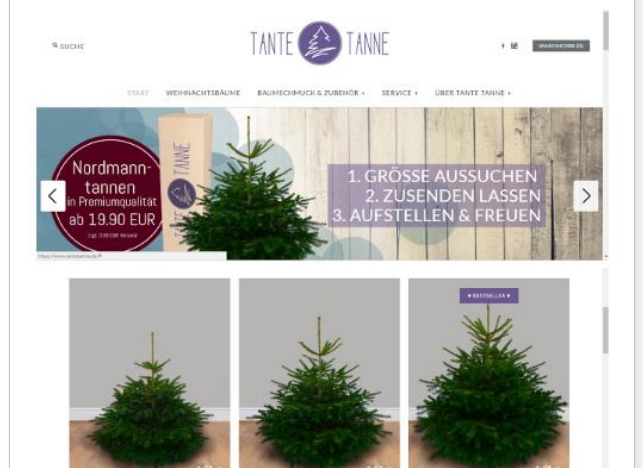 SUCHE
TANTE TANNE
WARENKORB (0)
START WEIHNACHTSBÄUME BAUMSCHMUCK & ZUBEHÖR + SERVICE + ÜBER TANTE TANNE +
Nordmann-
tannen
in Premiumqualität
ab 19.90 EUR
TANTE TANNE
1. GRÖSSE AUSSUCHEN
2. ZUSENDEN LASSEN
3. AUFSTELLEN & FREUEN
♥ BESTSELLER ♥